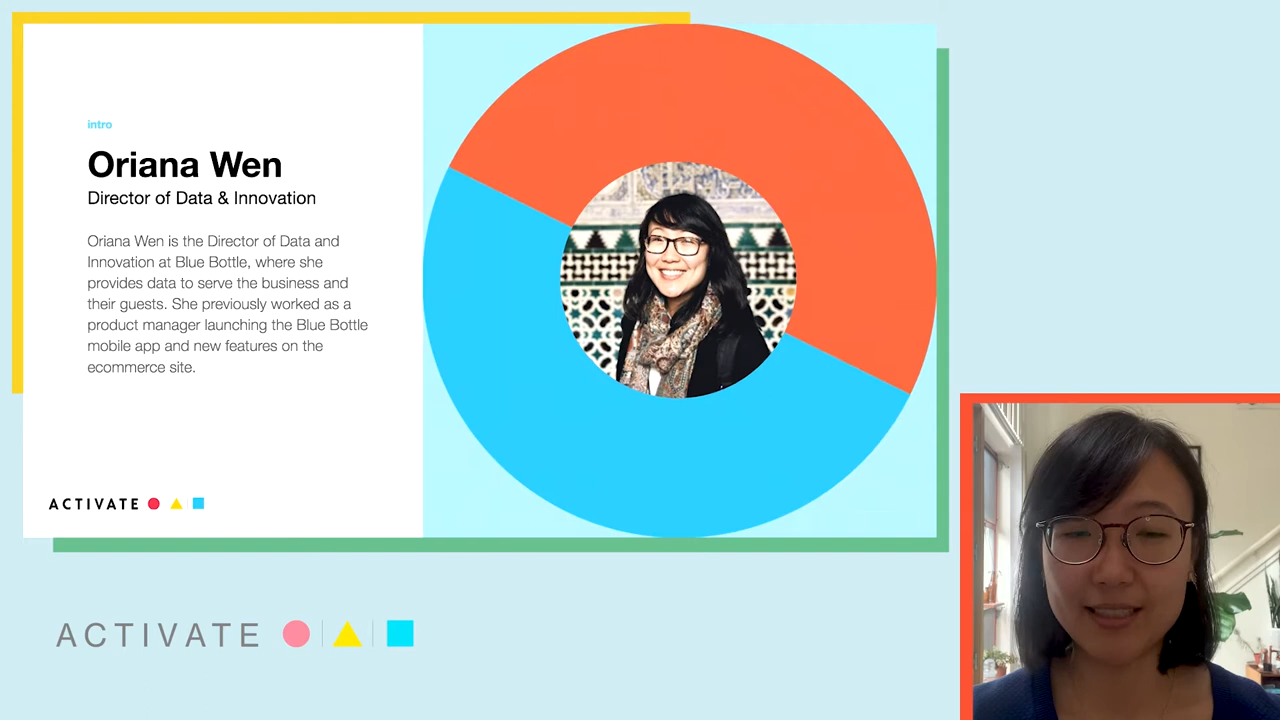 intro
Oriana Wen
Director of Data & Innovation
Oriana Wen is the Director of Data and
Innovation at Blue Bottle, where she
provides data to serve the business and
their guests. She previously worked as a
product manager launching the Blue Bottle
mobile app and new features on the
ecommerce site.
ACTIVATE
ACTIVATE